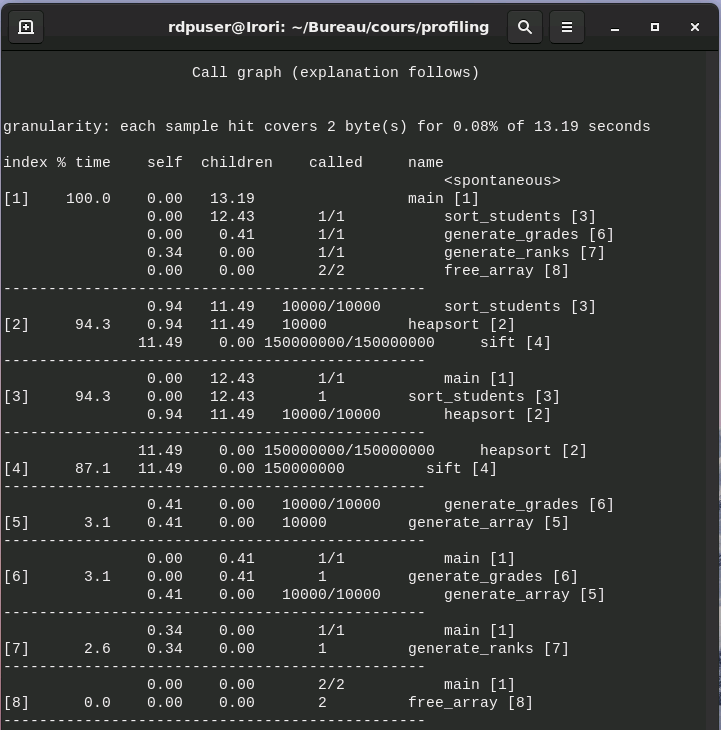 rdpuser@Irori: ~/Bureau/cours/profiling
Call graph (explanation follows)
granularity: each sample hit covers 2 byte(s) for 0.08% of 13.19 seconds
index % time    self  children    called     name
                                                 <spontaneous>
[1]    100.0    0.00   13.19                 main [1]
                0.00   12.43       1/1           sort_students [3]
                0.00    0.41       1/1           generate_grades [6]
                0.34    0.00       1/1           generate_ranks [7]
                0.00    0.00       2/2           free_array [8]
-----------------------------------------------
                0.94   11.49   10000/10000       sort_students [3]
[2]     94.3    0.94   11.49   10000         heapsort [2]
               11.49    0.00 150000000/150000000     sift [4]
-----------------------------------------------
                0.00   12.43       1/1           main [1]
[3]     94.3    0.00   12.43       1         sort_students [3]
                0.94   11.49   10000/10000       heapsort [2]
-----------------------------------------------
               11.49    0.00 150000000/150000000     heapsort [2]
[4]     87.1   11.49    0.00 150000000         sift [4]
-----------------------------------------------
                0.41    0.00   10000/10000       generate_grades [6]
[5]      3.1    0.41    0.00   10000         generate_array [5]
-----------------------------------------------
                0.00    0.41       1/1           main [1]
[6]      3.1    0.00    0.41       1         generate_grades [6]
                0.41    0.00   10000/10000       generate_array [5]
-----------------------------------------------
                0.34    0.00       1/1           main [1]
[7]      2.6    0.34    0.00       1         generate_ranks [7]
-----------------------------------------------
                0.00    0.00       2/2           main [1]
[8]      0.0    0.00    0.00       2         free_array [8]
-----------------------------------------------